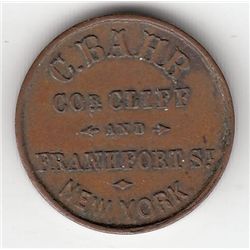 C. BAHR
COR CLIFF
AND
FRANKFORT. ST
NEW YORK